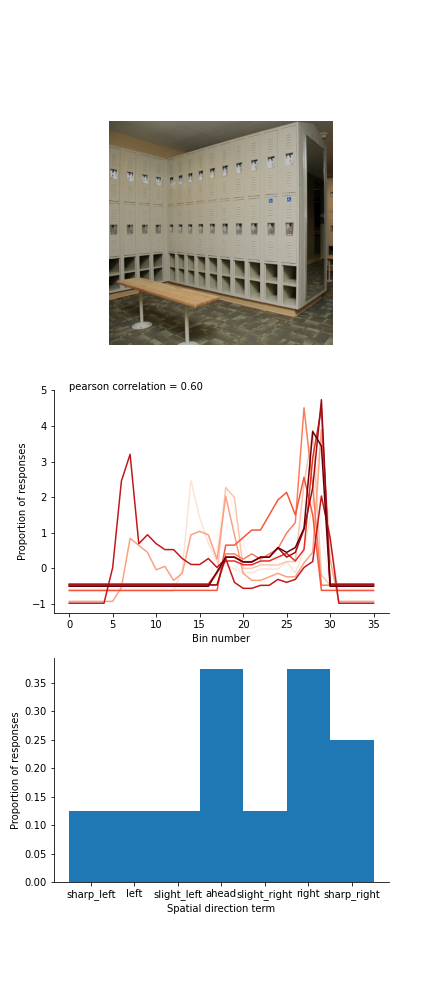 pearson correlation = 0.60
5
4
3
2
1
0
−1
Proportion of responses
0 5 10 15 20 25 30 35
Bin number
0.35
0.30
0.25
0.20
0.15
0.10
0.05
0.00
Proportion of responses
sharp_left left slight_left ahead slight_right right sharp_right
Spatial direction term